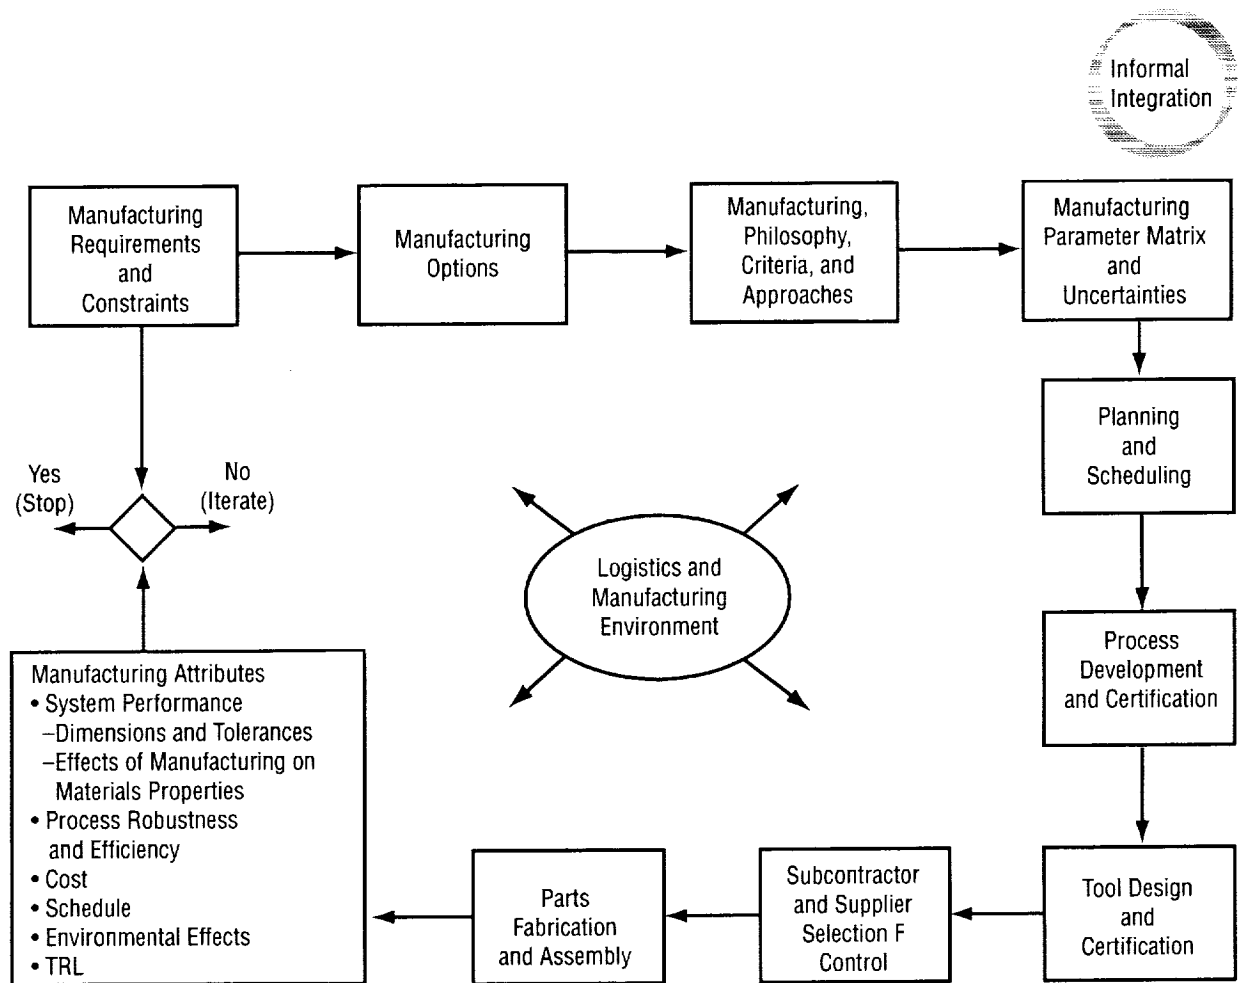 Informal
Integration
Manufacturing
Requirements
and
Constraints
Manufacturing
Options
Manufacturing,
Philosophy,
Criteria, and
Approaches
Manufacturing
Parameter Matrix
and
Uncertainties
Planning
and
Scheduling
Yes
(Stop)
No
(Iterate)
Logistics and
Manufacturing
Environment
Process
Development
and Certification
Manufacturing Attributes
• System Performance
–Dimensions and Tolerances
–Effects of Manufacturing on
Materials Properties
• Process Robustness
and Efficiency
• Cost
• Schedule
• Environmental Effects
• TRL
Parts
Fabrication
and Assembly
Subcontractor
and Supplier
Selection F
Control
Tool Design
and
Certification